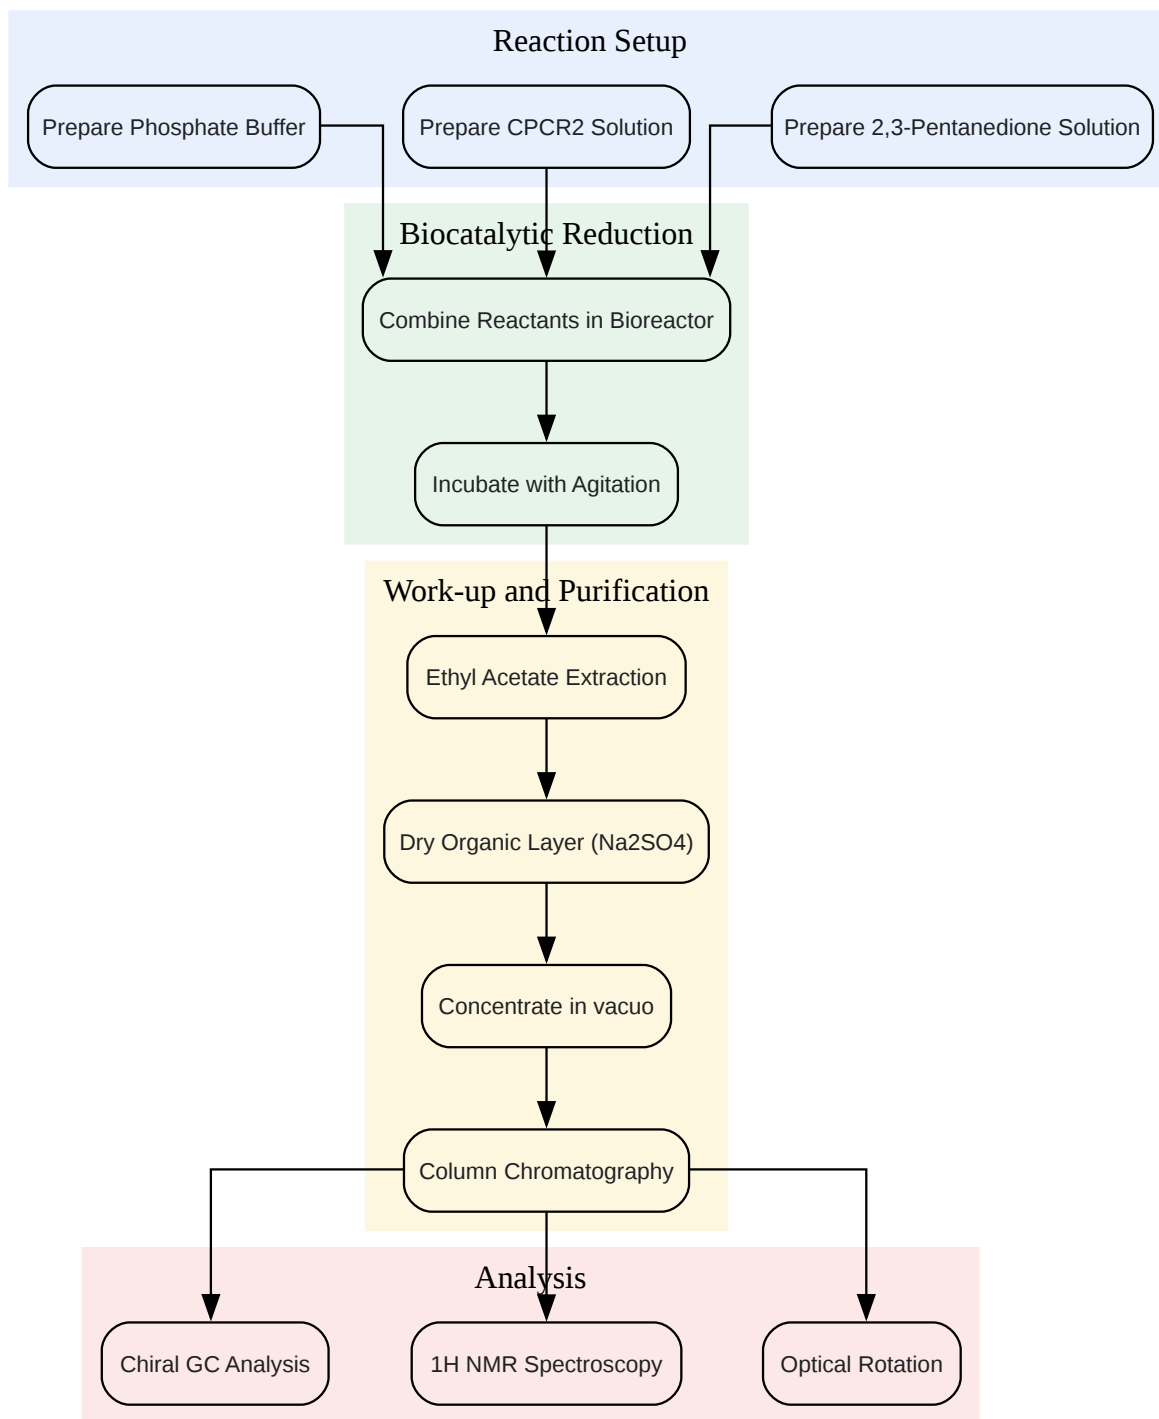 Reaction Setup
Prepare Phosphate Buffer
Prepare CPCR2 Solution
Prepare 2,3-Pentanedione Solution
Biocatalytic Reduction
Combine Reactants in Bioreactor
Incubate with Agitation
Work-up and Purification
Ethyl Acetate Extraction
Dry Organic Layer (Na2SO4)
Concentrate in vacuo
Column Chromatography
Analysis
Chiral GC Analysis
1H NMR Spectroscopy
Optical Rotation